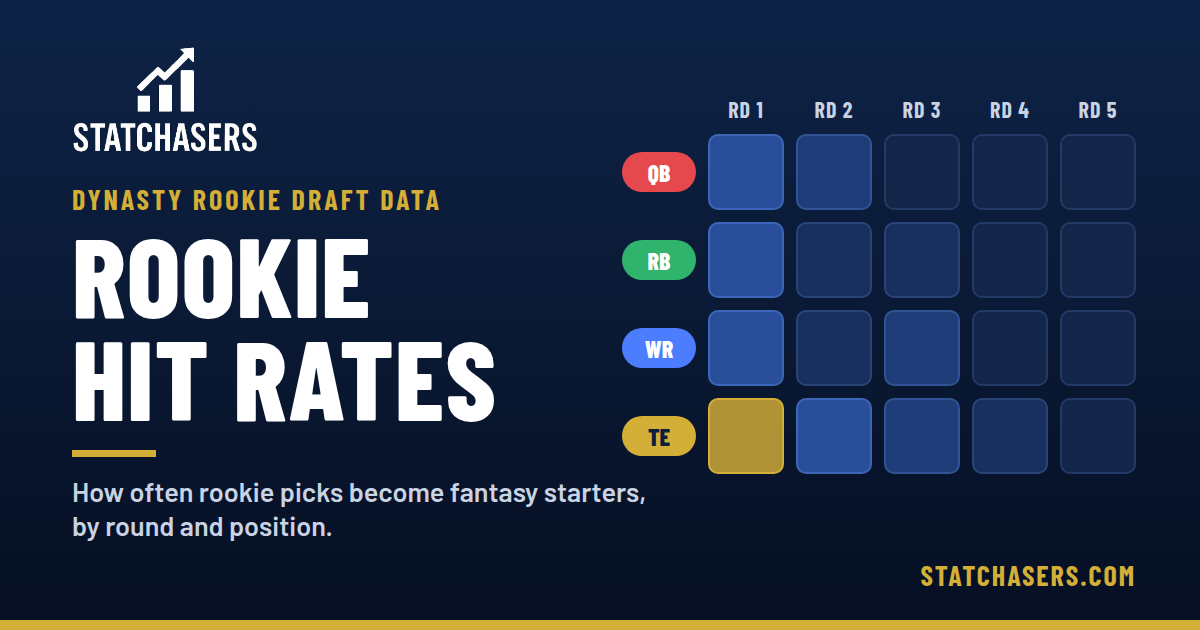 STATCHASERS
DYNASTY ROOKIE DRAFT DATA
ROOKIE
HIT RATES
How often rookie picks become fantasy starters,
by round and position.
RD 1 RD 2 RD 3 RD 4 RD 5
QB
RB
WR
TE
STATCHASERS.COM